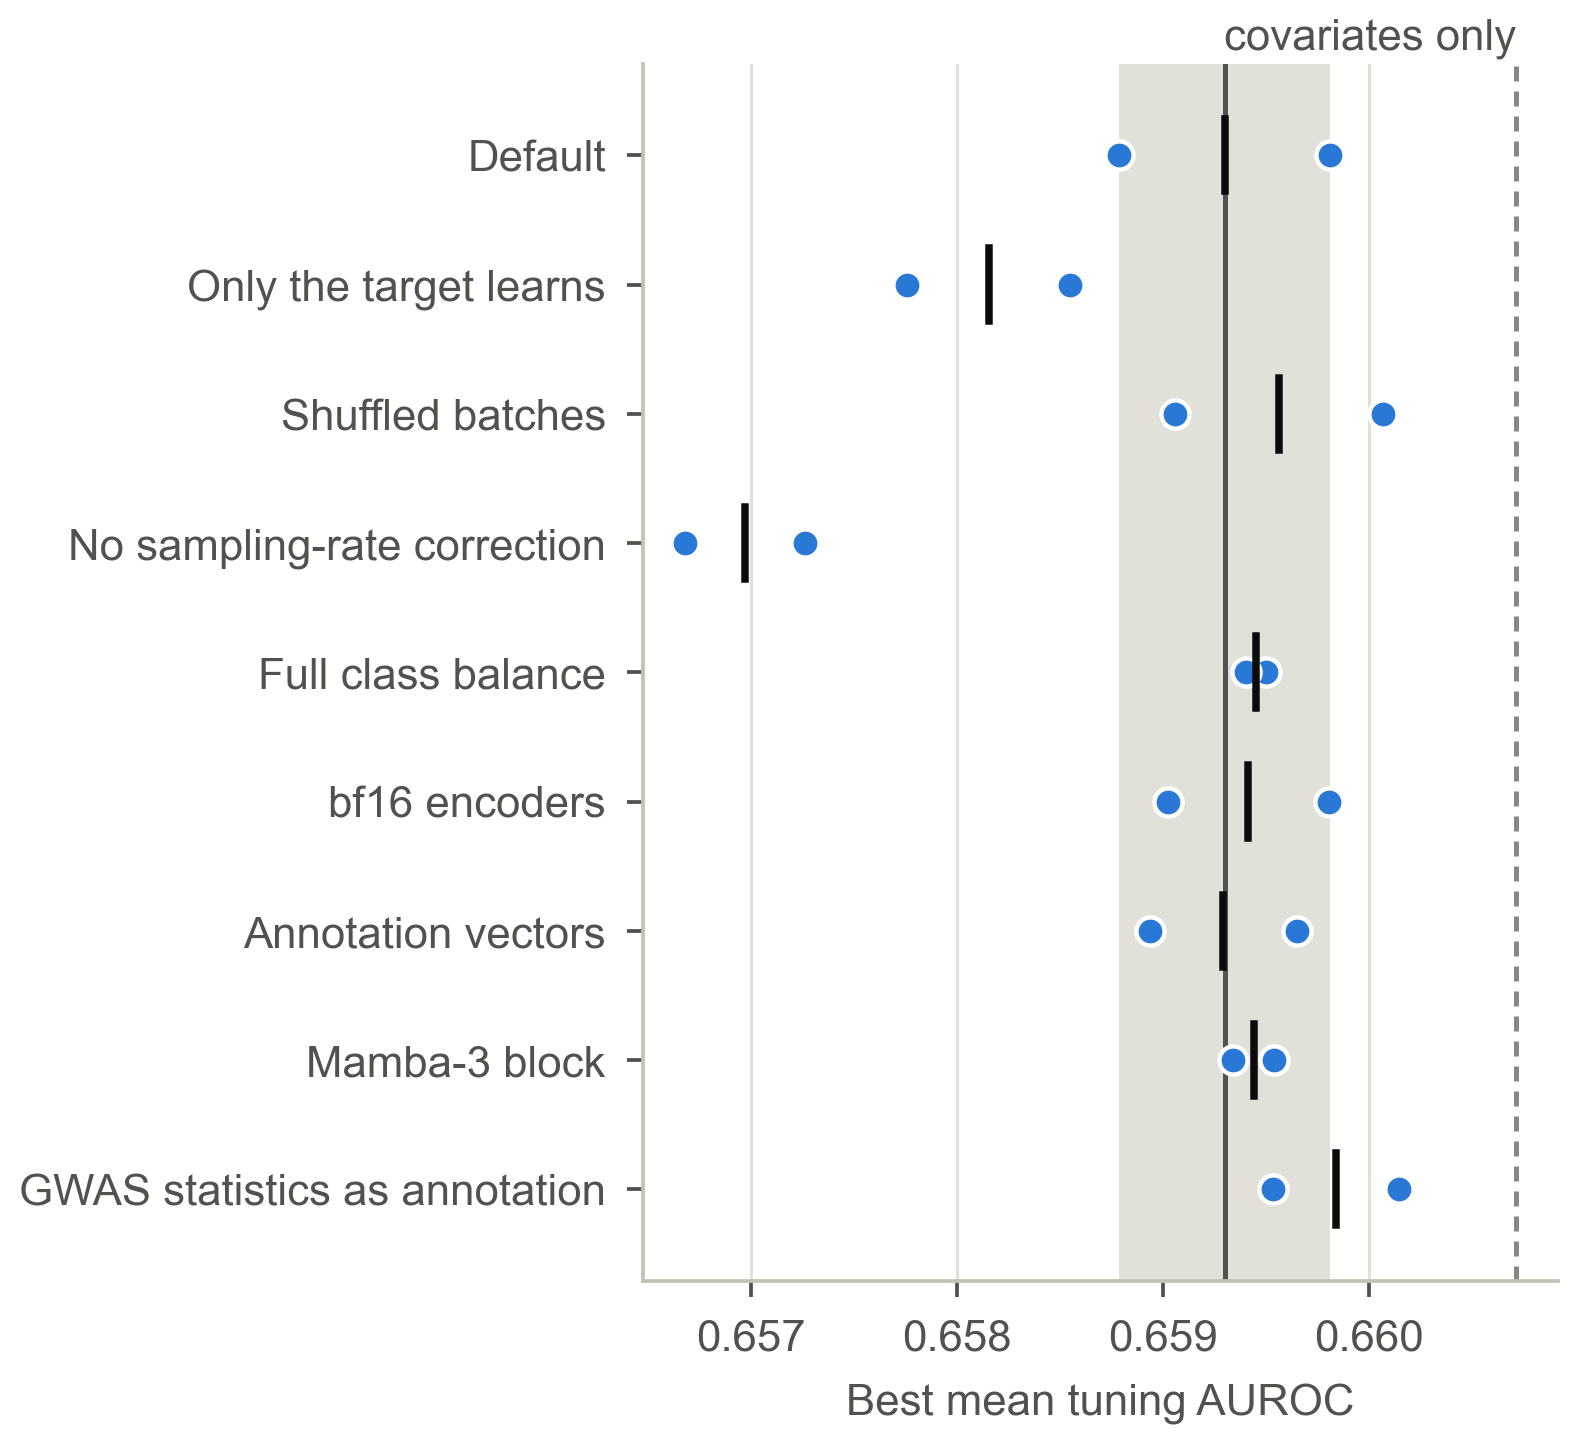 covariates only
Default
Only the target learns
Shuffled batches
No sampling-rate correction
Full class balance
bf16 encoders
Annotation vectors
Mamba-3 block
GWAS statistics as annotation
0.657 0.658 0.659 0.660
Best mean tuning AUROC